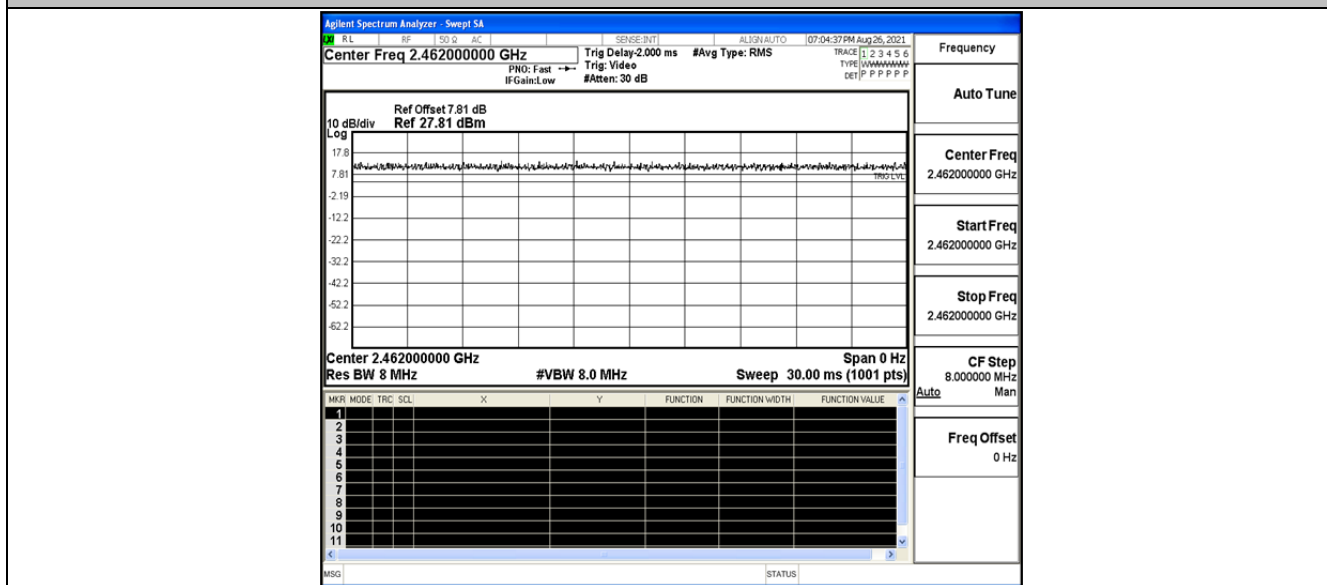 Agilent Spectrum Analyzer - Swept SA
RL RF 50 Ω AC SENSE:INT ALIGNAUTO 07:04:37 PM Aug 26, 2021
Center Freq 2.462000000 GHz
PNO: Fast
IFGain:Low
Trig Delay-2.000 ms
Trig: Video
#Atten: 30 dB
#Avg Type: RMS
TRACE 1 2 3 4 5 6
TYPE
DET P P P P P P
Ref Offset 7.81 dB
10 dB/div Ref 27.81 dBm
Log
17.8
7.81
TRIG LVL
-2.19
-12.2
-22.2
-32.2
-42.2
-52.2
-62.2
Center 2.462000000 GHz Span 0 Hz
Res BW 8 MHz #VBW 8.0 MHz Sweep 30.00 ms (1001 pts)
MKR MODE TRC SCL X Y FUNCTION FUNCTION WIDTH FUNCTION VALUE
1
2
3
4
5
6
7
8
9
10
11
MSG STATUS
Frequency
Auto Tune
Center Freq
2.462000000 GHz
Start Freq
2.462000000 GHz
Stop Freq
2.462000000 GHz
CF Step
8.000000 MHz
Auto Man
Freq Offset
0 Hz